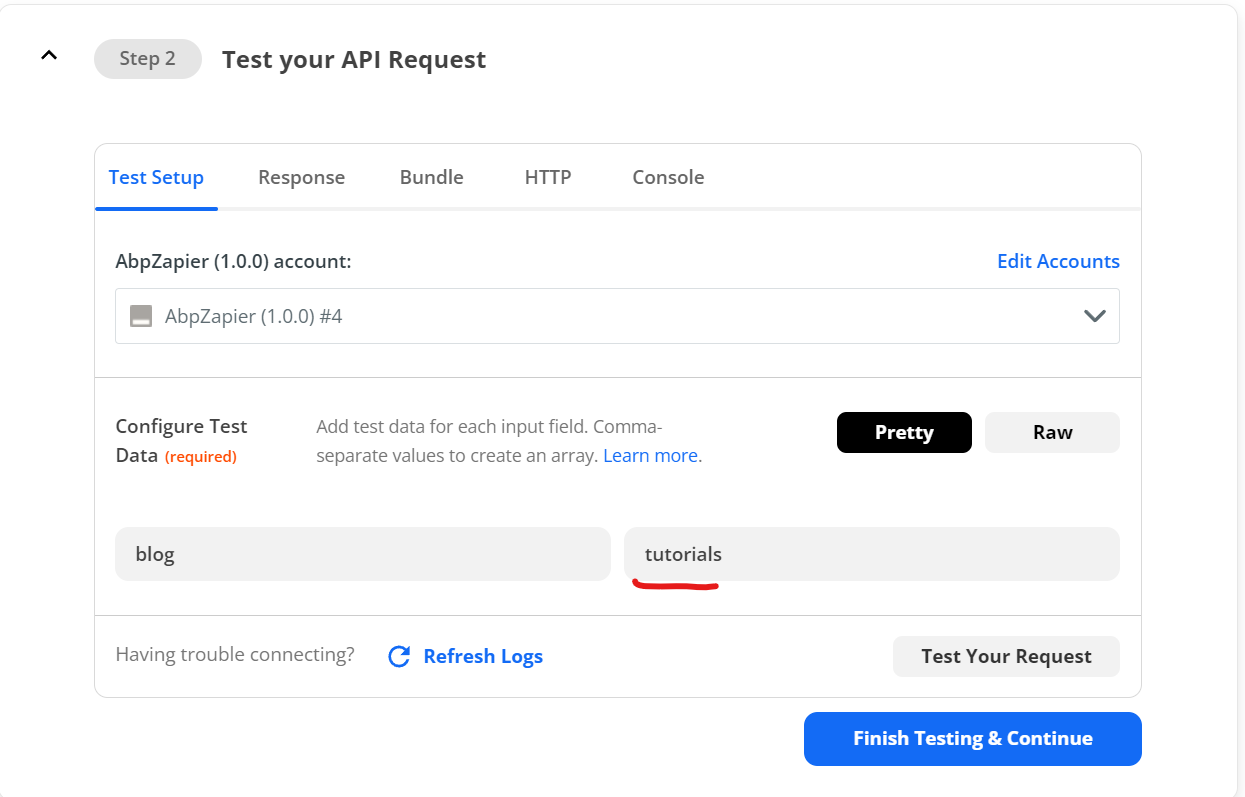 Step 2
Test your API Request
Test Setup
Response
Bundle
HTTP
Console
AbpZapier (1.0.0) account:
Edit Accounts
AbpZapier (1.0.0) #4
Configure Test
Data (required)
Add test data for each input field. Comma-
separate values to create an array. Learn more.
Pretty
Raw
blog
tutorials
Having trouble connecting?
Refresh Logs
Test Your Request
Finish Testing & Continue